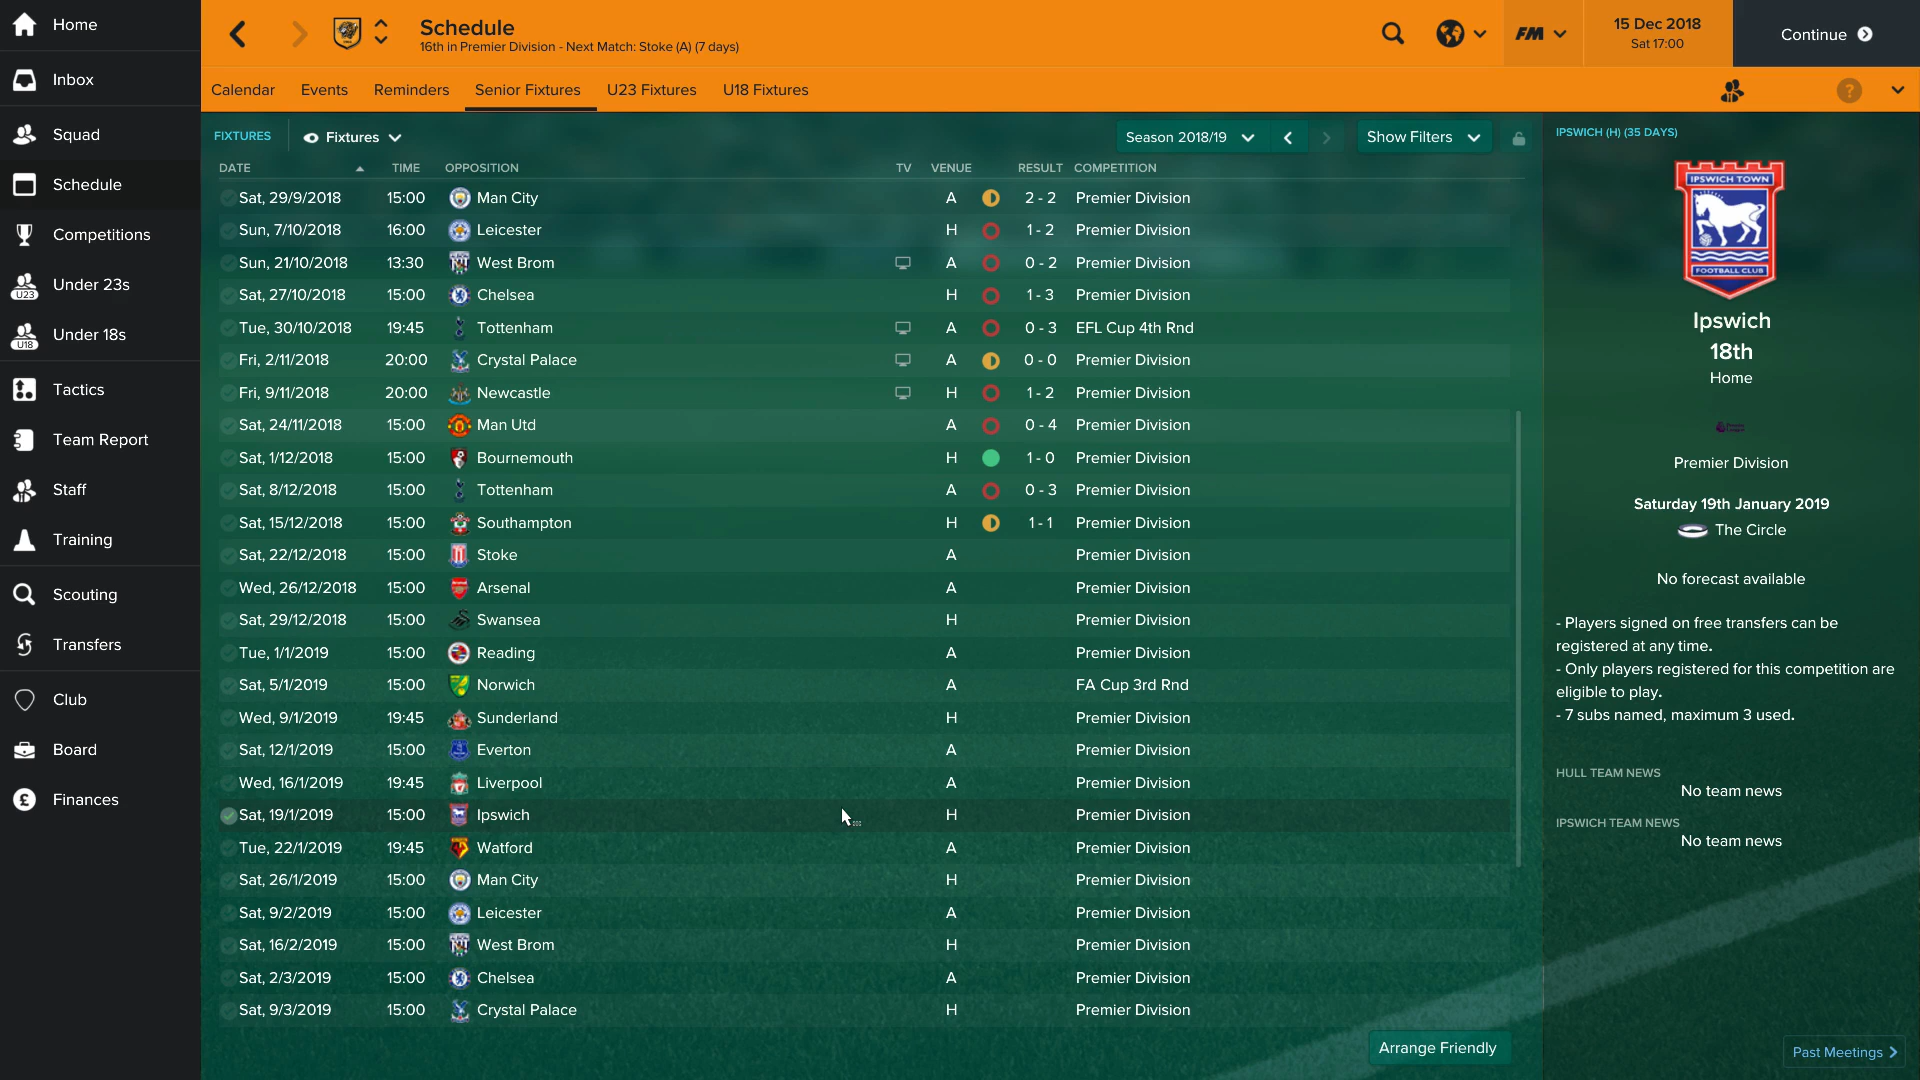 Home
Inbox
Squad
Schedule
Competitions
U23 Under 23s
U18 Under 18s
Tactics
Team Report
Staff
Training
Scouting
Transfers
Club
Board
£ Finances
Schedule
16th in Premier Division - Next Match: Stoke (A) (7 days)
FM
15 Dec 2018
Sat 17:00
Continue
Calendar Events Reminders Senior Fixtures U23 Fixtures U18 Fixtures ?
FIXTURES Fixtures Season 2018/19 Show Filters
DATE TIME OPPOSITION TV VENUE RESULT COMPETITION
Sat, 29/9/2018 15:00 Man City A 2 - 2 Premier Division
Sun, 7/10/2018 16:00 Leicester H 1 - 2 Premier Division
Sun, 21/10/2018 13:30 West Brom A 0 - 2 Premier Division
Sat, 27/10/2018 15:00 Chelsea H 1 - 3 Premier Division
Tue, 30/10/2018 19:45 Tottenham A 0 - 3 EFL Cup 4th Rnd
Fri, 2/11/2018 20:00 Crystal Palace A 0 - 0 Premier Division
Fri, 9/11/2018 20:00 Newcastle H 1 - 2 Premier Division
Sat, 24/11/2018 15:00 Man Utd A 0 - 4 Premier Division
Sat, 1/12/2018 15:00 Bournemouth H 1 - 0 Premier Division
Sat, 8/12/2018 15:00 Tottenham A 0 - 3 Premier Division
Sat, 15/12/2018 15:00 Southampton H 1 - 1 Premier Division
Sat, 22/12/2018 15:00 Stoke A Premier Division
Wed, 26/12/2018 15:00 Arsenal A Premier Division
Sat, 29/12/2018 15:00 Swansea H Premier Division
Tue, 1/1/2019 15:00 Reading A Premier Division
Sat, 5/1/2019 15:00 Norwich A FA Cup 3rd Rnd
Wed, 9/1/2019 19:45 Sunderland H Premier Division
Sat, 12/1/2019 15:00 Everton A Premier Division
Wed, 16/1/2019 19:45 Liverpool A Premier Division
Sat, 19/1/2019 15:00 Ipswich H Premier Division
Tue, 22/1/2019 19:45 Watford A Premier Division
Sat, 26/1/2019 15:00 Man City H Premier Division
Sat, 9/2/2019 15:00 Leicester A Premier Division
Sat, 16/2/2019 15:00 West Brom H Premier Division
Sat, 2/3/2019 15:00 Chelsea A Premier Division
Sat, 9/3/2019 15:00 Crystal Palace H Premier Division
Arrange Friendly
IPSWICH (H) (35 DAYS)
IPSWICH TOWN
FOOTBALL CLUB
Ipswich
18th
Home
Premier Division
Saturday 19th January 2019
The Circle
No forecast available
- Players signed on free transfers can be
registered at any time.
- Only players registered for this competition are
eligible to play.
- 7 subs named, maximum 3 used.
HULL TEAM NEWS
No team news
IPSWICH TEAM NEWS
No team news
Past Meetings